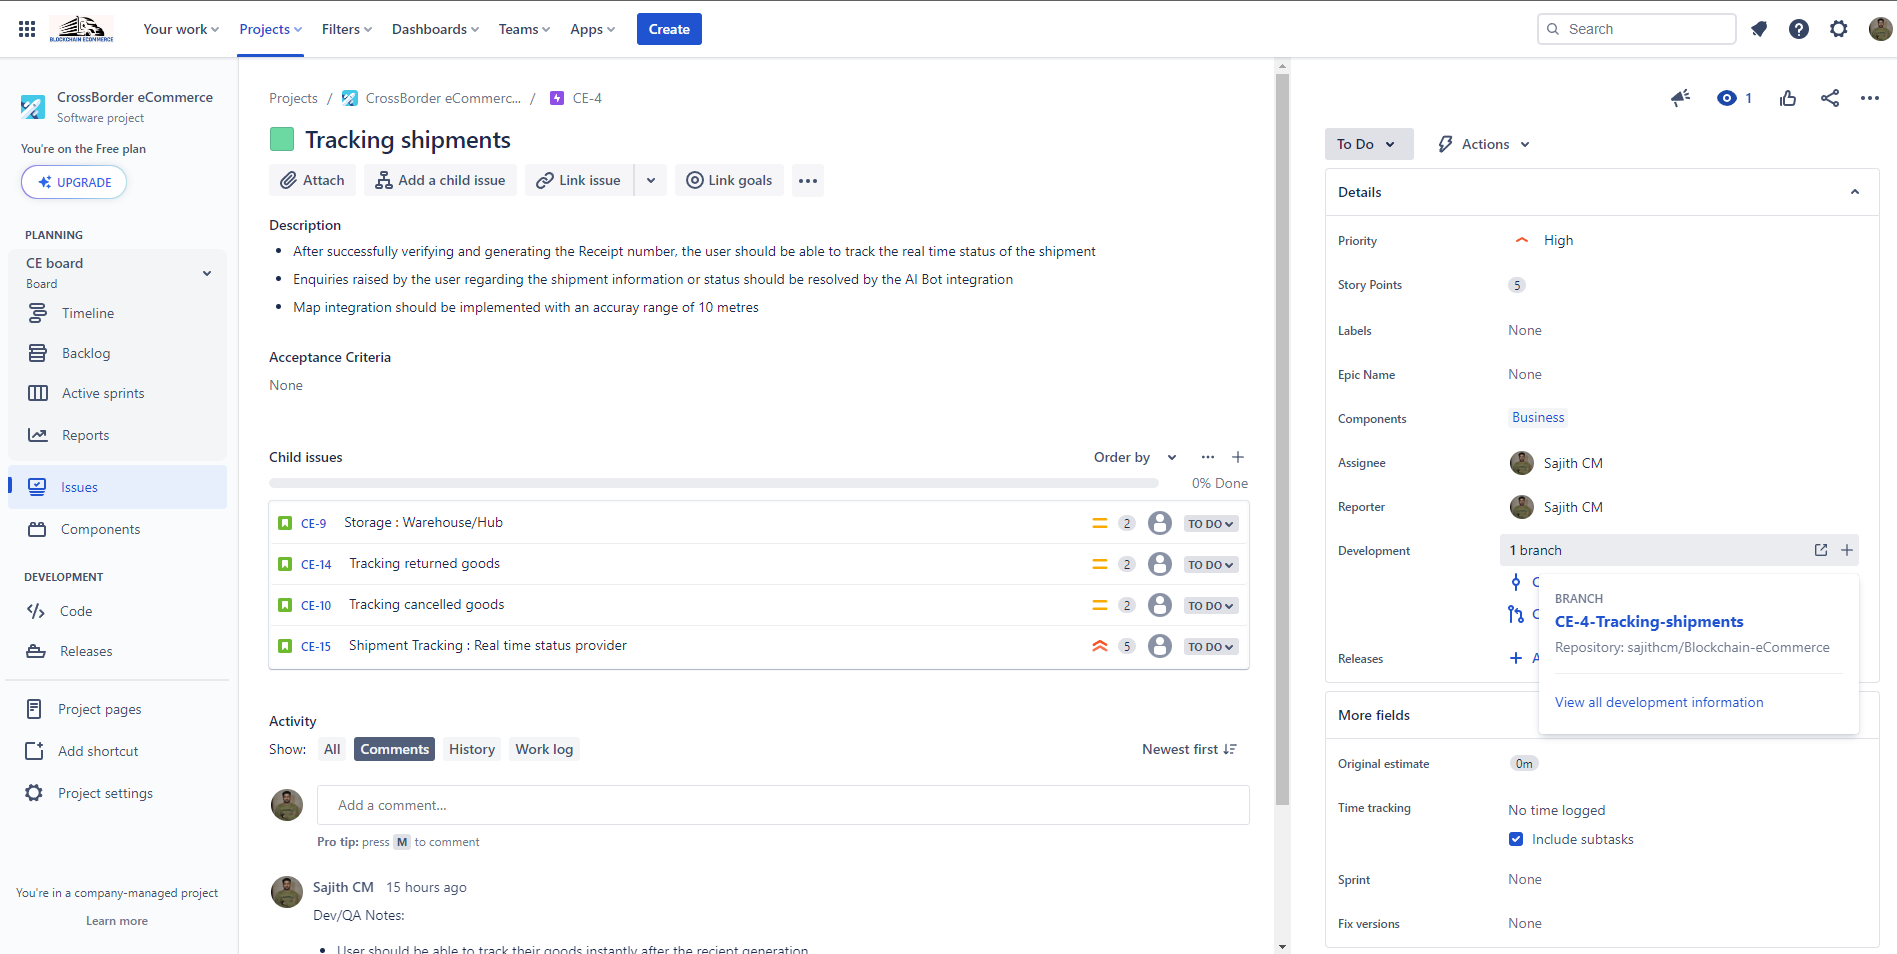 BLOCKCHAIN ECOMMERCE
Your work
Projects
Filters
Dashboards
Teams
Apps
Create
Search
CrossBorder eCommerce
Software project
You're on the Free plan
UPGRADE
PLANNING
CE board
Board
Timeline
Backlog
Active sprints
Reports
Issues
Components
DEVELOPMENT
Code
Releases
Project pages
Add shortcut
Project settings
You're in a company-managed project
Learn more
Projects / CrossBorder eCommerc... / CE-4
Tracking shipments
Attach
Add a child issue
Link issue
Link goals
Description
• After successfully verifying and generating the Receipt number, the user should be able to track the real time status of the shipment
• Enquiries raised by the user regarding the shipment information or status should be resolved by the AI Bot integration
• Map integration should be implemented with an accuray range of 10 metres
Acceptance Criteria
None
Child issues
Order by
0% Done
CE-9 Storage : Warehouse/Hub 2 TO DO
CE-14 Tracking returned goods 2 TO DO
CE-10 Tracking cancelled goods 2 TO DO
CE-15 Shipment Tracking : Real time status provider 5 TO DO
Activity
Show: All Comments History Work log Newest first
Add a comment...
Pro tip: press M to comment
Sajith CM 15 hours ago
Dev/QA Notes:
• User should be able to track their goods instantly after the recient generation
1
To Do
Actions
Details
Priority High
Story Points 5
Labels None
Epic Name None
Components Business
Assignee Sajith CM
Reporter Sajith CM
Development 1 branch
C
C
BRANCH
CE-4-Tracking-shipments
Repository: sajithcm/Blockchain-eCommerce
View all development information
Releases + A
More fields
Original estimate 0m
Time tracking No time logged
Include subtasks
Sprint None
Fix versions None